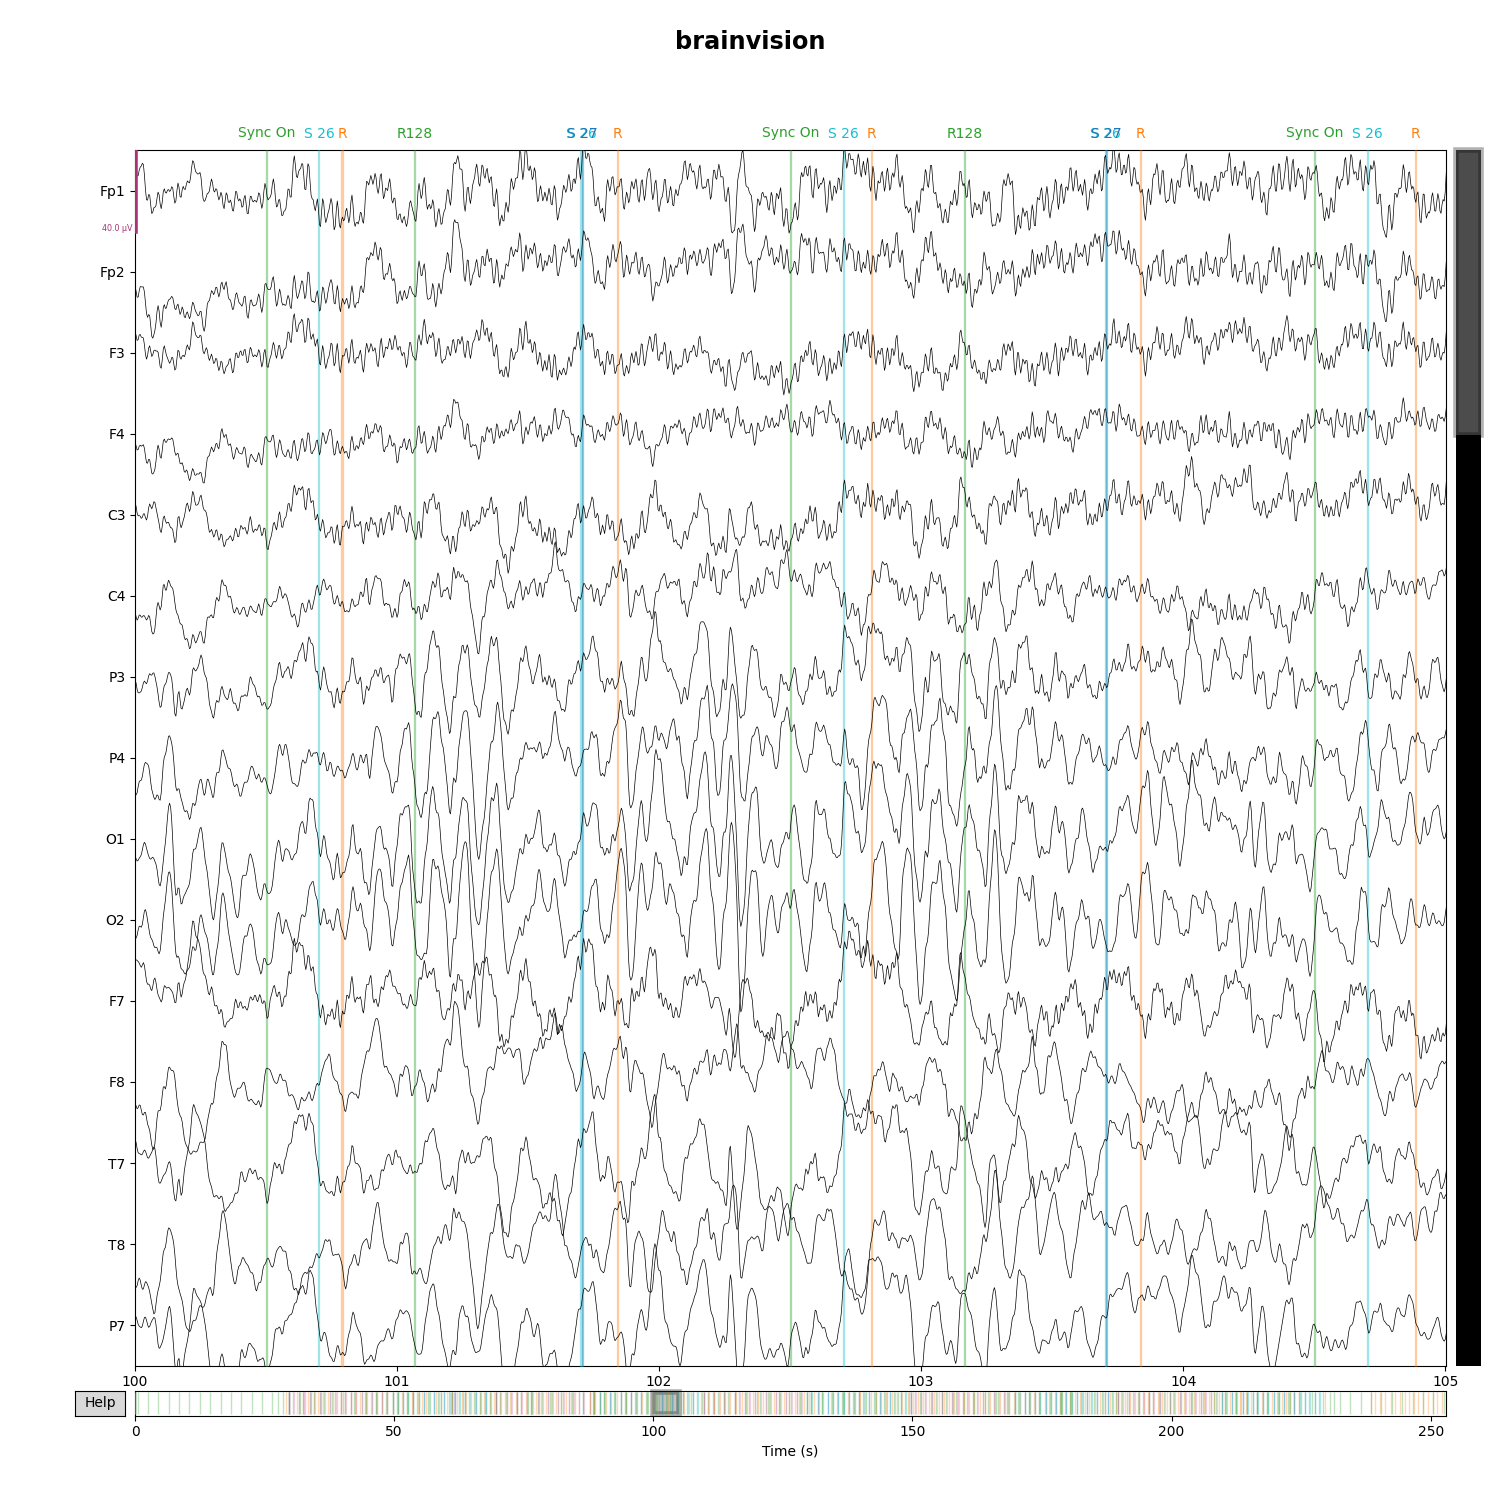 brainvision
Sync On S 26 R R128 S 27 R Sync On S 26 R R128 S 27 R Sync On S 26 R
Fp1
40.0 µV
Fp2
F3
F4
C3
C4
P3
P4
O1
O2
F7
F8
T7
T8
P7
100 101 102 103 104 105
Help
0 50 100 150 200 250
Time (s)